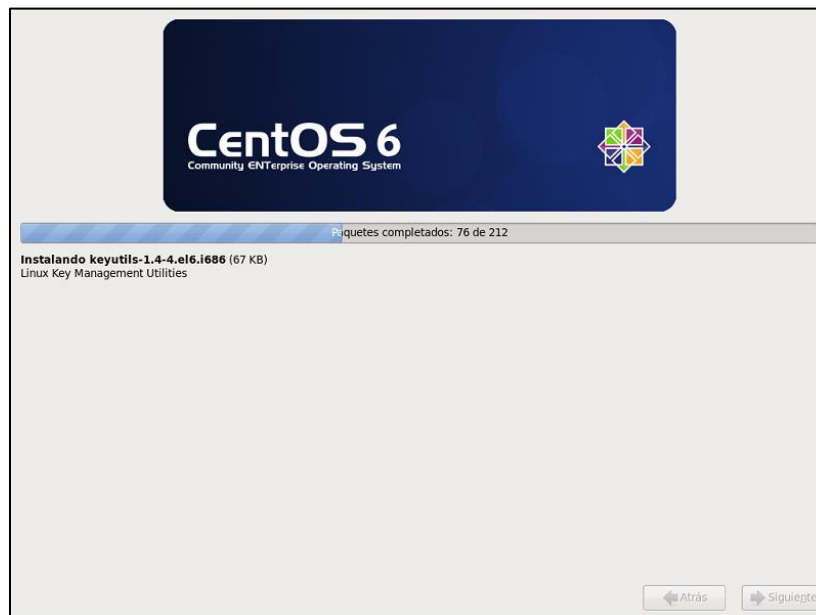 CentOS 6
Community ENTerprise Operating System
Paquetes completados: 76 de 212
Instalando keyutils-1.4-4.el6.i686 (67 KB)
Linux Key Management Utilities
Atrás
Siguiente